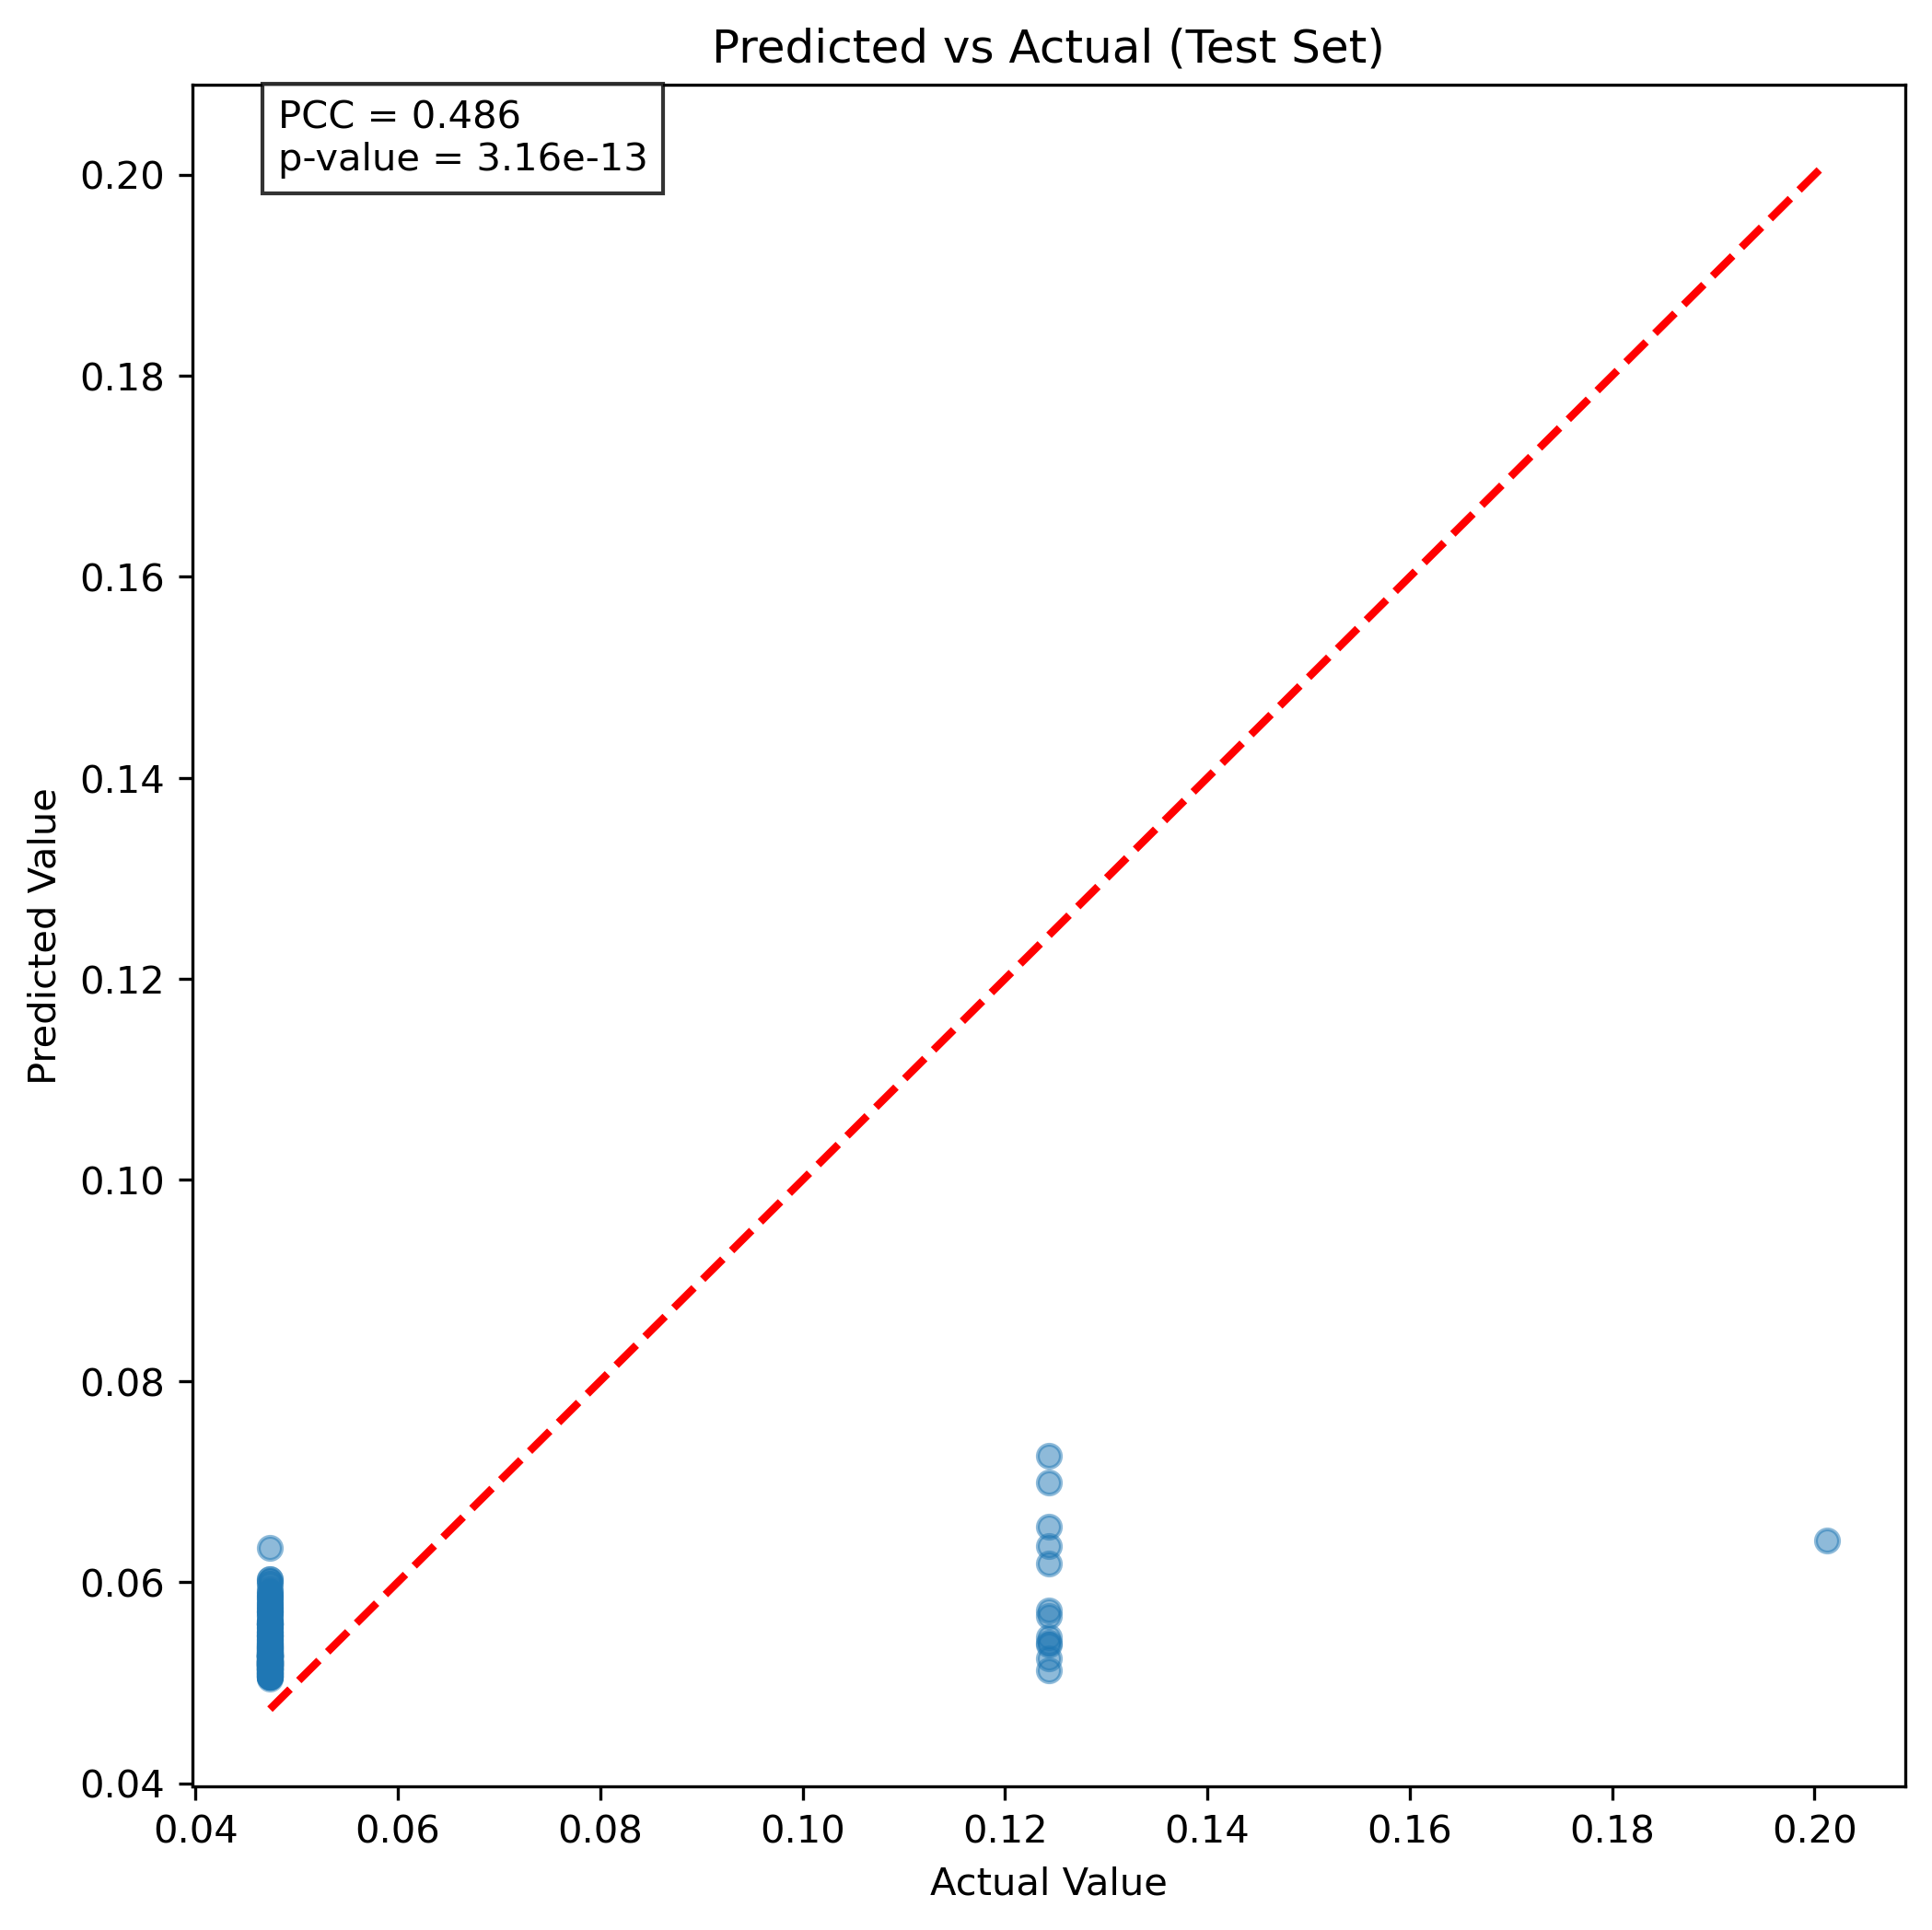 Predicted vs Actual (Test Set)
PCC = 0.486
p-value = 3.16e-13
Predicted Value
0.20
0.18
0.16
0.14
0.12
0.10
0.08
0.06
0.04
0.04 0.06 0.08 0.10 0.12 0.14 0.16 0.18 0.20
Actual Value